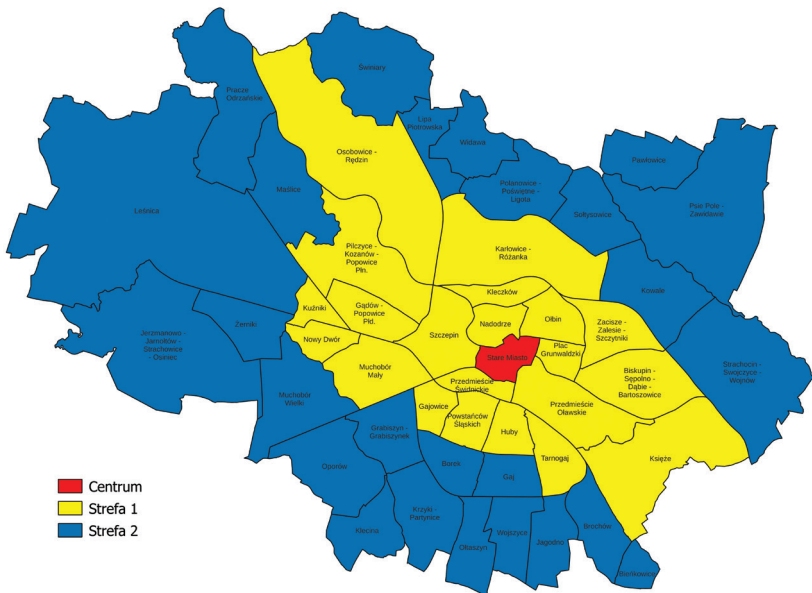 Świniary
Pracze
Odrzańskie
Lipa
Piotrowska
Widawa
Osobowice -
Rędzin
Pawłowice
Polanowice -
Poświętne -
Ligota
Maślice
Psie Pole -
Zawidawie
Leśnica
Sołtysowice
Pilczyce -
Kozanów -
Popowice
Płn.
Karłowice -
Różanka
Kleczków
Kowale
Kuźniki
Gądów -
Popowice
Płd.
Nadodrze
Ołbin
Zacisze -
Zalesie -
Szczytniki
Jerzmanowo -
Jarnołtów -
Strachowice
- Osiniec
Żerniki
Nowy Dwór
Szczepin
Stare Miasto
Plac
Grunwaldzki
Strachocin -
Swojczyce -
Wojnów
Muchobór
Mały
Biskupin -
Sępolno -
Dąbie -
Bartoszowice
Muchobór
Wielki
Przedmieście
Świdnickie
Gajowice
Powstańców
Śląskich
Przedmieście
Oławskie
Grabiszyn -
Grabiszynek
Huby
Tarnogaj
Księże
Oporów
Borek
Gaj
Krzyki -
Partynice
Klecina
Ołtaszyn
Wojszyce
Jagodno
Brochów
Bieńkowice
Centrum
Strefa 1
Strefa 2